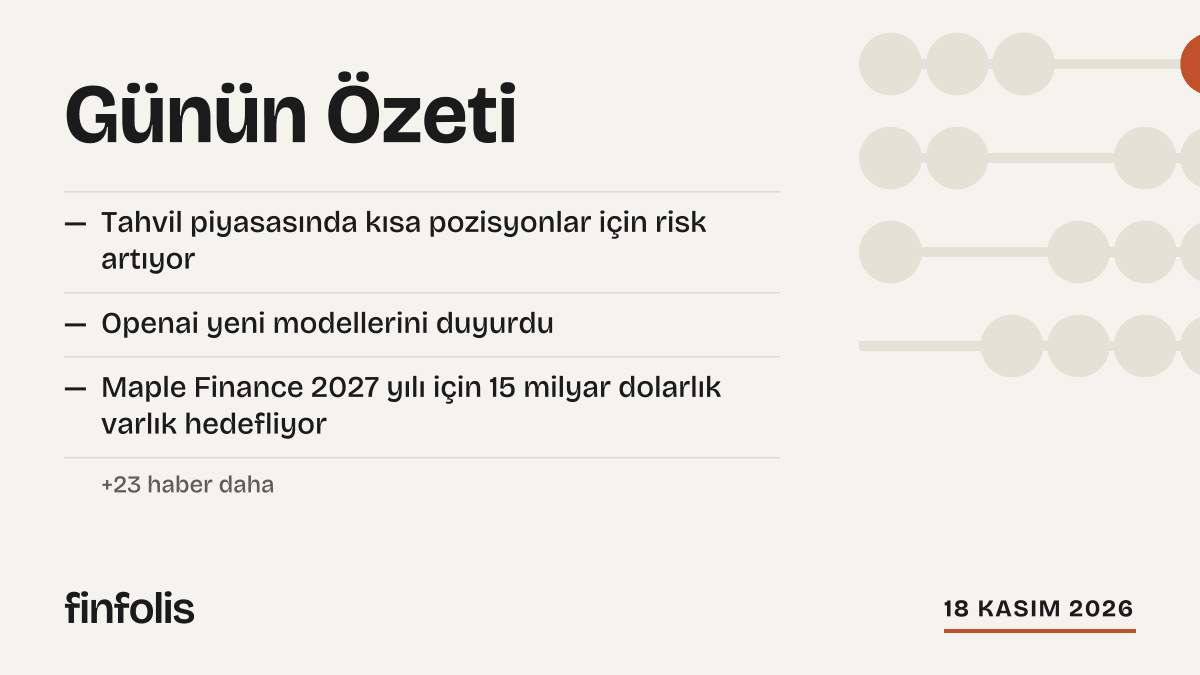 Günün Özeti
— Tahvil piyasasında kısa pozisyonlar için risk
artıyor
— Openai yeni modellerini duyurdu
— Maple Finance 2027 yılı için 15 milyar dolarlık
varlık hedefliyor
+23 haber daha
finfolis
18 KASIM 2026